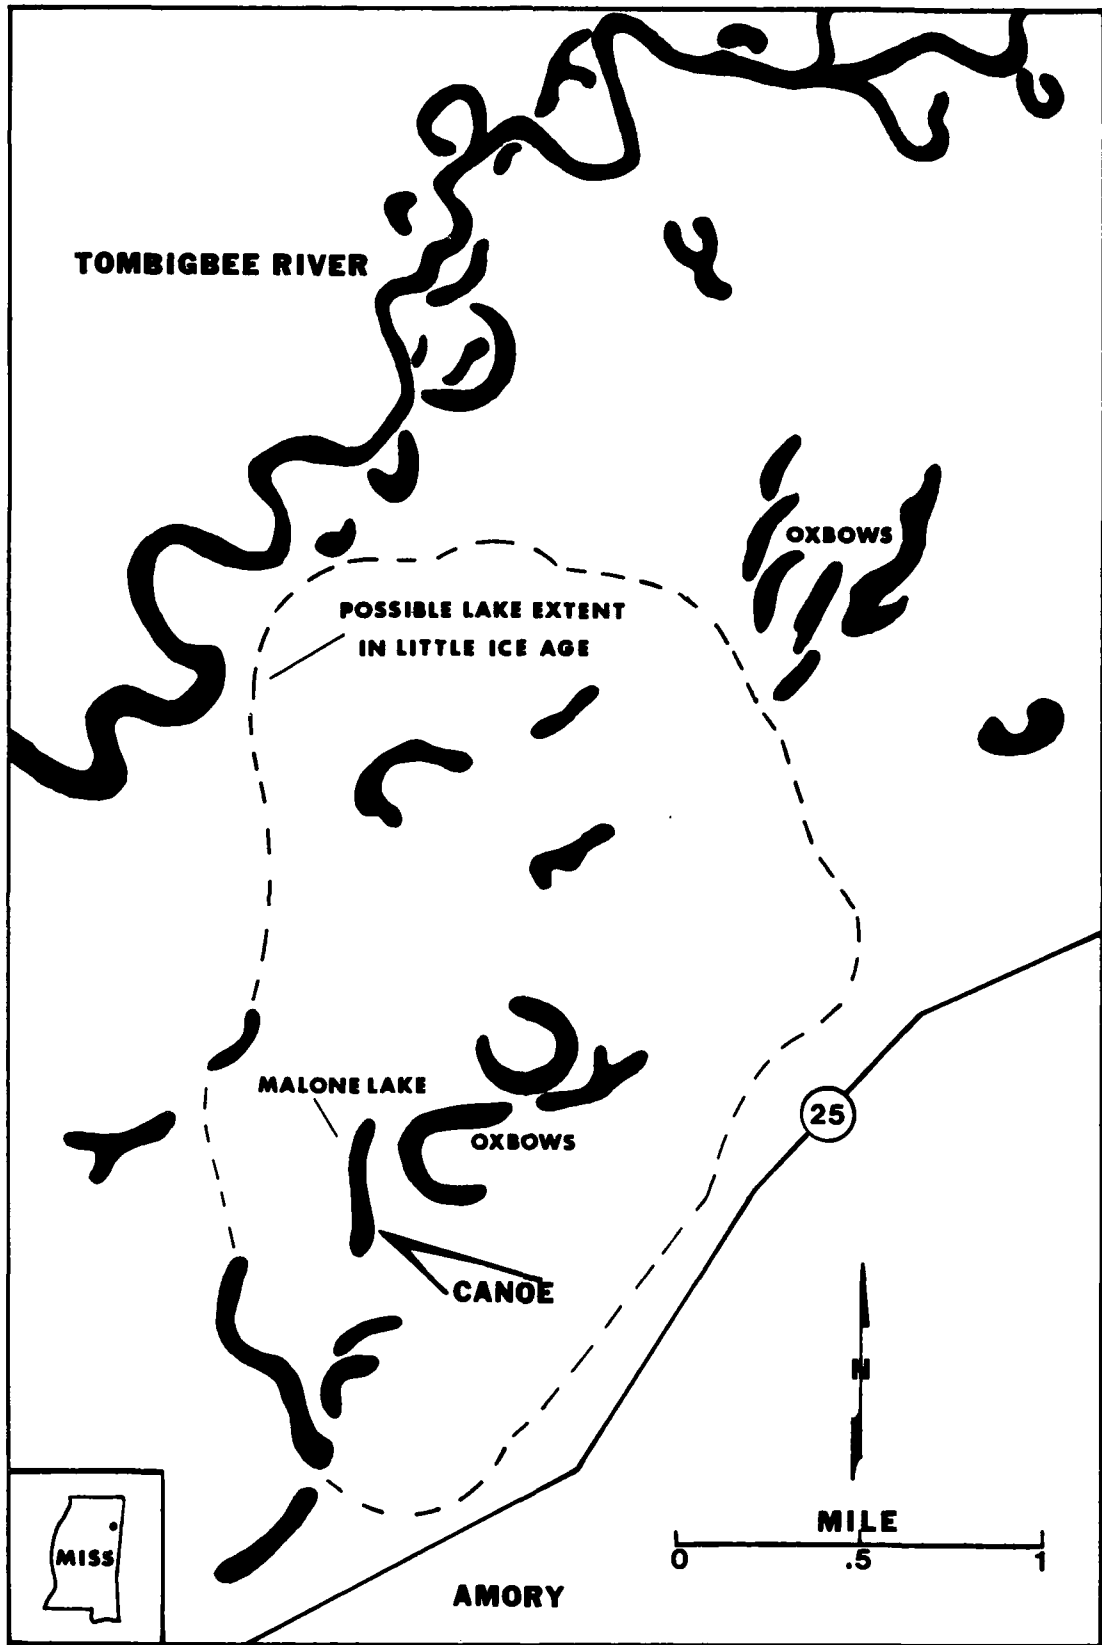 TOMBIGBEE RIVER
OXBOWS
POSSIBLE LAKE EXTENT
IN LITTLE ICE AGE
MALONE LAKE
OXBOWS
25
CANOE
N
MILE
0 .5 1
MISS
AMORY